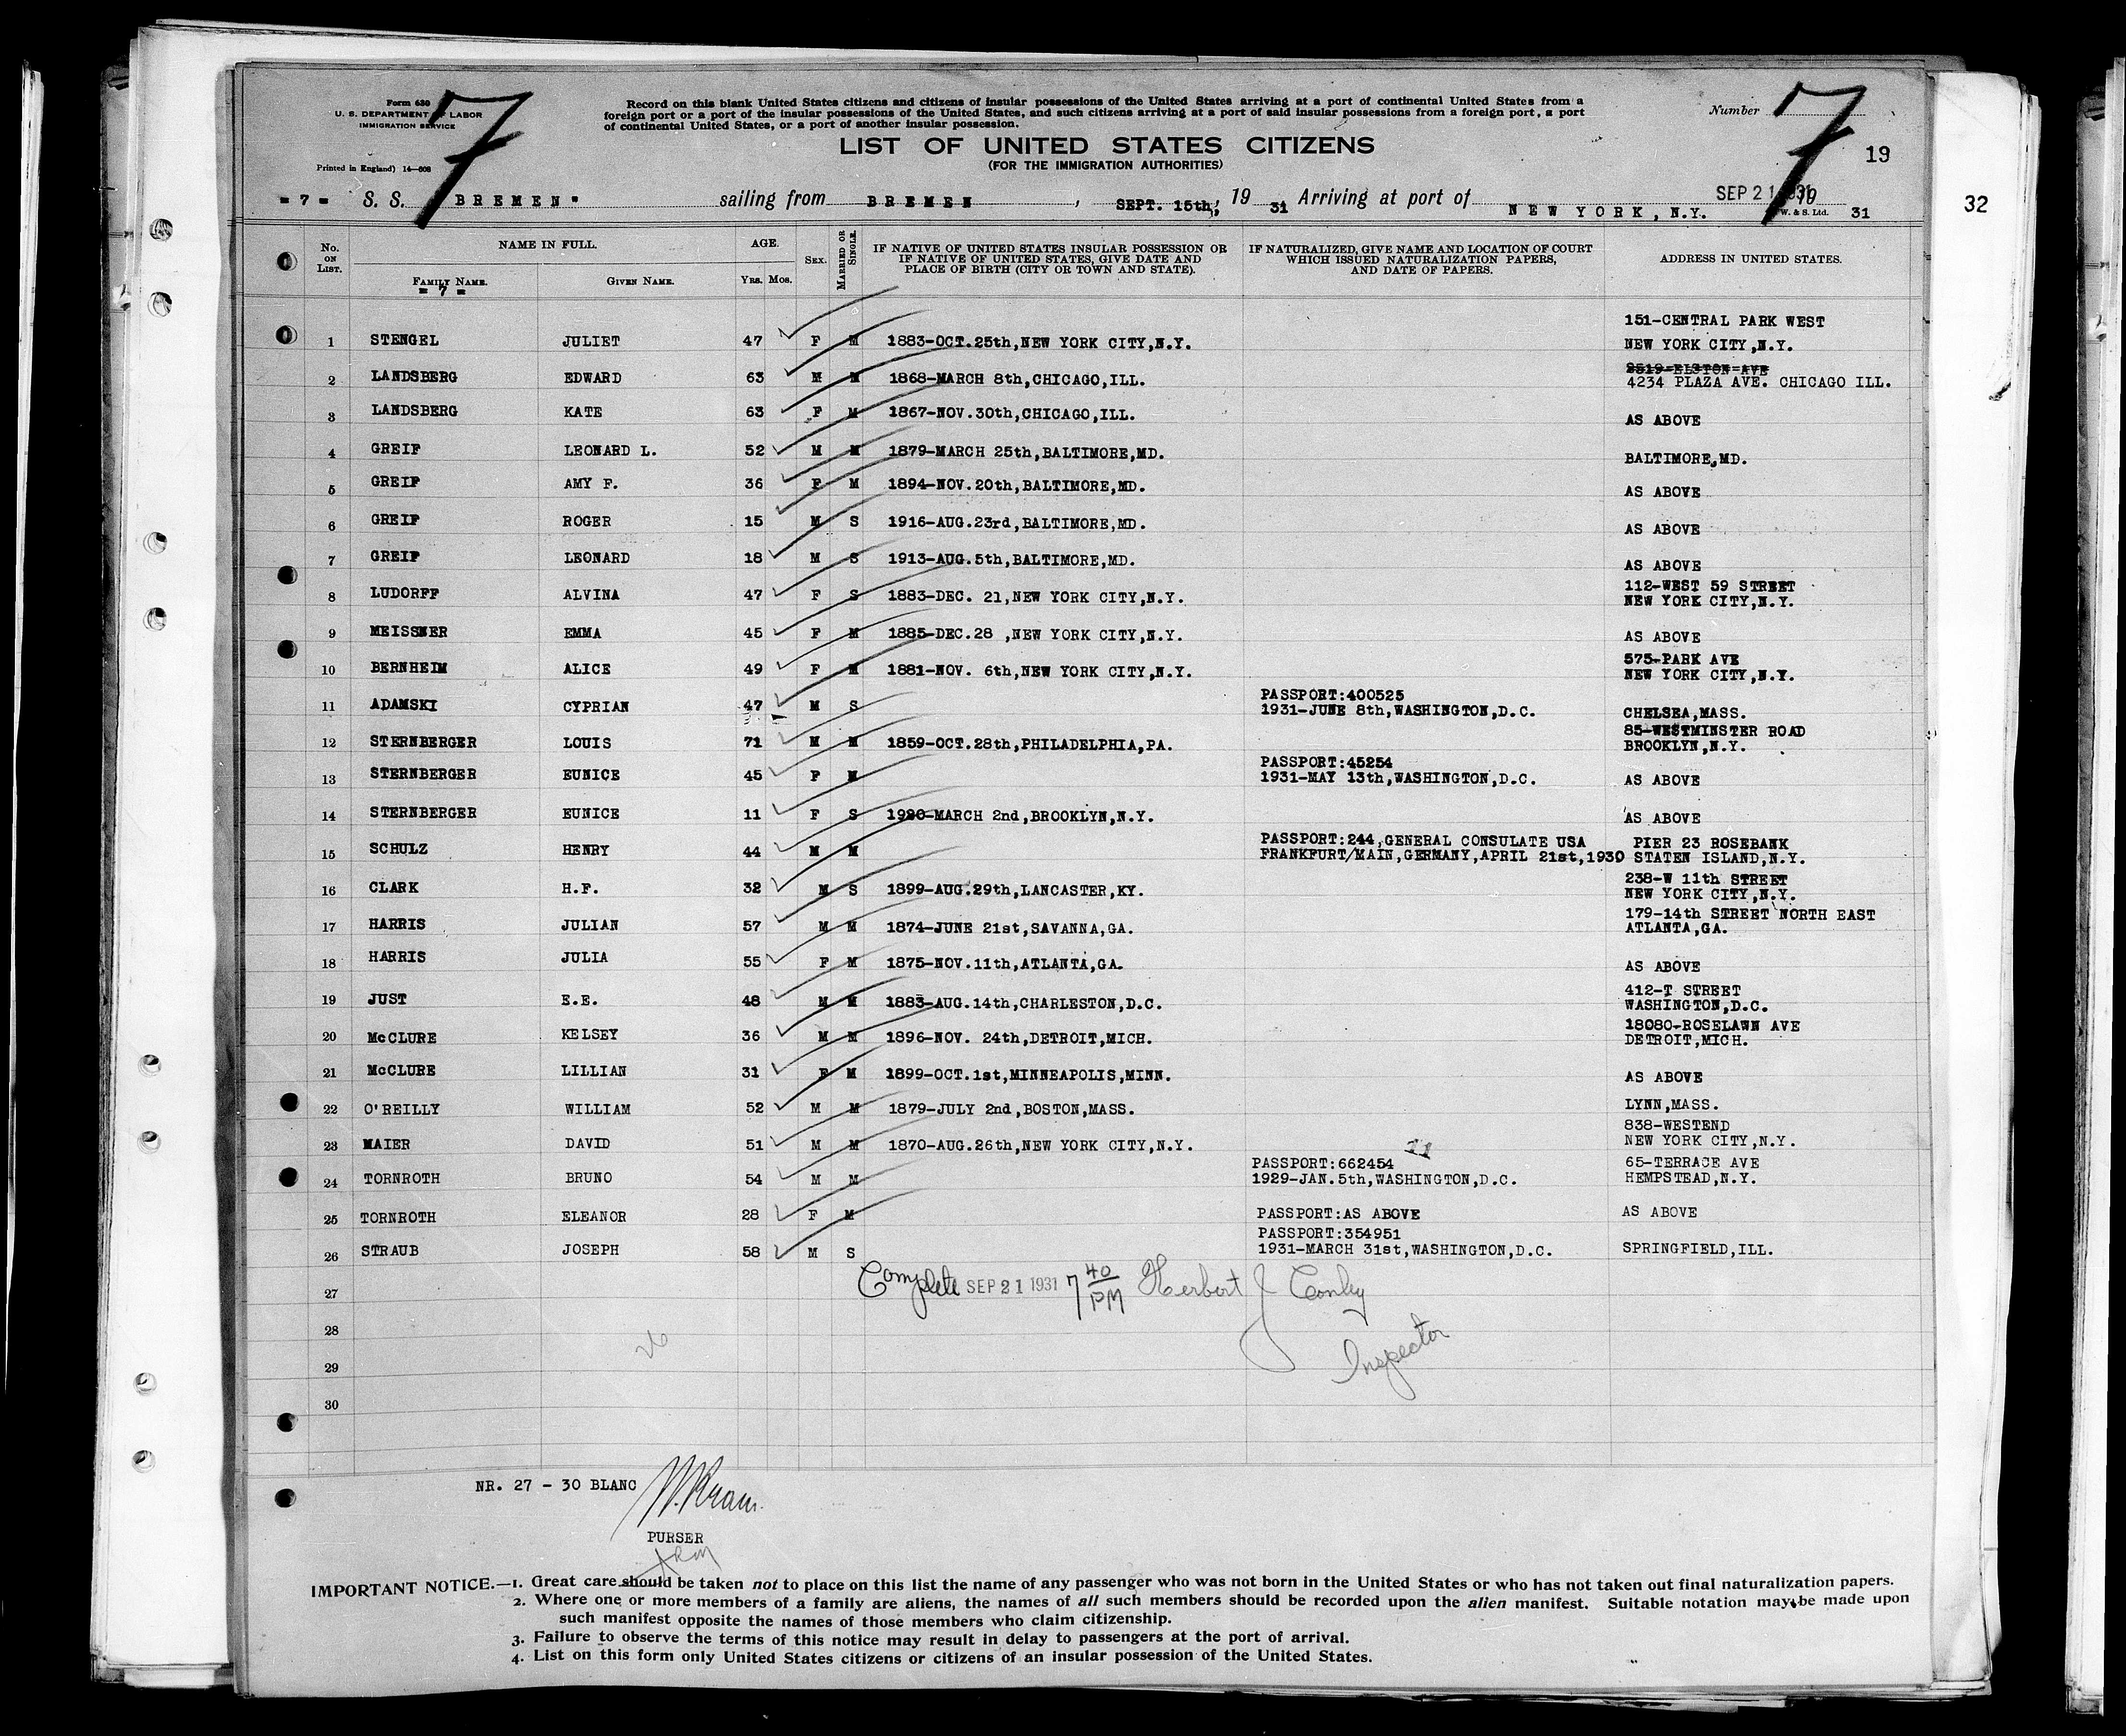 Form 630
U. S. DEPARTMENT OF LABOR
IMMIGRATION SERVICE
Printed in England) 14—808
7
Record on this blank United States citizens and citizens of insular possessions of the United States arriving at a port of continental United States from a
foreign port or a port of the insular possessions of the United States, and such citizens arriving at a port of said insular possessions from a foreign port, a port
of continental United States, or a port of another insular possession.
Number 7
19
LIST OF UNITED STATES CITIZENS
(FOR THE IMMIGRATION AUTHORITIES)
= 7 = S. S. BREMEN" sailing from BREMEN, SEPT. 15th, 19 31 Arriving at port of NEW YORK, N.Y. SEP 21 1931 19 31
W. & S. Ltd.
32
No. ON LIST. NAME IN FULL. AGE. SEX. MARRIED OR SINGLE. IF NATIVE OF UNITED STATES INSULAR POSSESSION OR IF NATIVE OF UNITED STATES, GIVE DATE AND PLACE OF BIRTH (CITY OR TOWN AND STATE). IF NATURALIZED, GIVE NAME AND LOCATION OF COURT WHICH ISSUED NATURALIZATION PAPERS, AND DATE OF PAPERS. ADDRESS IN UNITED STATES.
FAMILY NAME. GIVEN NAME. YRS. MOS.
= 7 =
1 STENGEL JULIET 47 F M 1883-OCT.25th,NEW YORK CITY,N.Y. 151-CENTRAL PARK WEST NEW YORK CITY,N.Y.
2 LANDSBERG EDWARD 63 M M 1868-MARCH 8th,CHICAGO,ILL. 4234 PLAZA AVE. CHICAGO ILL.
3 LANDSBERG KATE 63 F M 1867-NOV.30th,CHICAGO,ILL. AS ABOVE
4 GREIF LEONARD L. 52 M M 1879-MARCH 25th,BALTIMORE,MD. BALTIMORE,MD.
5 GREIF AMY F. 36 F M 1894-NOV.20th,BALTIMORE,MD. AS ABOVE
6 GREIF ROGER 15 M S 1916-AUG.23rd,BALTIMORE,MD. AS ABOVE
7 GREIF LEONARD 18 M S 1913-AUG.5th,BALTIMORE,MD. AS ABOVE
8 LUDORFF ALVINA 47 F S 1883-DEC. 21,NEW YORK CITY,N.Y. 112-WEST 59 STREET NEW YORK CITY,N.Y.
9 MEISSNER EMMA 45 F M 1885-DEC.28 ,NEW YORK CITY,N.Y. AS ABOVE
10 BERNHEIM ALICE 49 F M 1881-NOV. 6th,NEW YORK CITY,N.Y. 575-PARK AVE NEW YORK CITY,N.Y.
11 ADAMSKI CYPRIAN 47 M S PASSPORT:400525 1931-JUNE 8th,WASHINGTON,D.C. CHELSEA,MASS.
12 STERNBERGER LOUIS 71 M M 1859-OCT.28th,PHILADELPHIA,PA. 85-WESTMINSTER ROAD BROOKLYN,N.Y.
13 STERNBERGER EUNICE 45 F M PASSPORT:45254 1931-MAY 13th,WASHINGTON,D.C. AS ABOVE
14 STERNBERGER EUNICE 11 F S 1920-MARCH 2nd,BROOKLYN,N.Y. AS ABOVE
15 SCHULZ HENRY 44 M M PASSPORT:244,GENERAL CONSULATE USA FRANKFURT/MAIN,GERMANY,APRIL 21st,1930 PIER 23 ROSEBANK STATEN ISLAND,N.Y.
16 CLARK H.F. 32 M S 1899-AUG.29th,LANCASTER,KY. 238-W 11th STREET NEW YORK CITY,N.Y.
17 HARRIS JULIAN 57 M M 1874-JUNE 21st,SAVANNA,GA. 179-14th STREET NORTH EAST ATLANTA,GA.
18 HARRIS JULIA 55 F M 1875-NOV.11th,ATLANTA,GA. AS ABOVE
19 JUST E.E. 48 M M 1883-AUG.14th,CHARLESTON,D.C. 412-T STREET WASHINGTON,D.C.
20 McCLURE KELSEY 36 M M 1896-NOV. 24th,DETROIT,MICH. 18080-ROSELAWN AVE DETROIT,MICH.
21 McCLURE LILLIAN 31 F M 1899-OCT.1st,MINNEAPOLIS,MINN. AS ABOVE
22 O'REILLY WILLIAM 52 M M 1879-JULY 2nd,BOSTON,MASS. LYNN,MASS.
23 MAIER DAVID 51 M M 1870-AUG.26th,NEW YORK CITY,N.Y. 838-WESTEND NEW YORK CITY,N.Y.
24 TORNROTH BRUNO 54 M M PASSPORT:662454 1929-JAN.5th,WASHINGTON,D.C. 65-TERRACE AVE HEMPSTEAD,N.Y.
25 TORNROTH ELEANOR 28 F M PASSPORT:AS ABOVE AS ABOVE
26 STRAUB JOSEPH 58 M S PASSPORT:354951 1931-MARCH 31st,WASHINGTON,D.C. SPRINGFIELD,ILL.
27 Complete SEP 21 1931 7 40 PM Herbert J Conley
28
Inspector
26
29
30
NR. 27 - 30 BLANC
PURSER
IMPORTANT NOTICE.—1. Great care should be taken not to place on this list the name of any passenger who was not born in the United States or who has not taken out final naturalization papers.
2. Where one or more members of a family are aliens, the names of all such members should be recorded upon the alien manifest. Suitable notation may be made upon
such manifest opposite the names of those members who claim citizenship.
3. Failure to observe the terms of this notice may result in delay to passengers at the port of arrival.
4. List on this form only United States citizens or citizens of an insular possession of the United States.